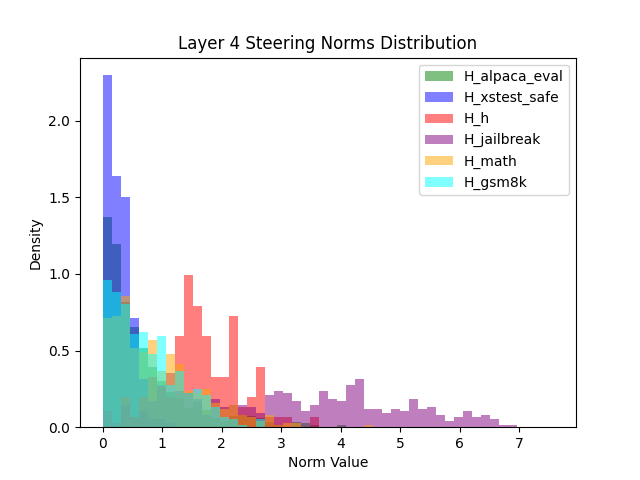 Layer 4 Steering Norms Distribution
H_alpaca_eval
H_xstest_safe
H_h
H_jailbreak
H_math
H_gsm8k
Density
2.0
1.5
1.0
0.5
0.0
0 1 2 3 4 5 6 7
Norm Value